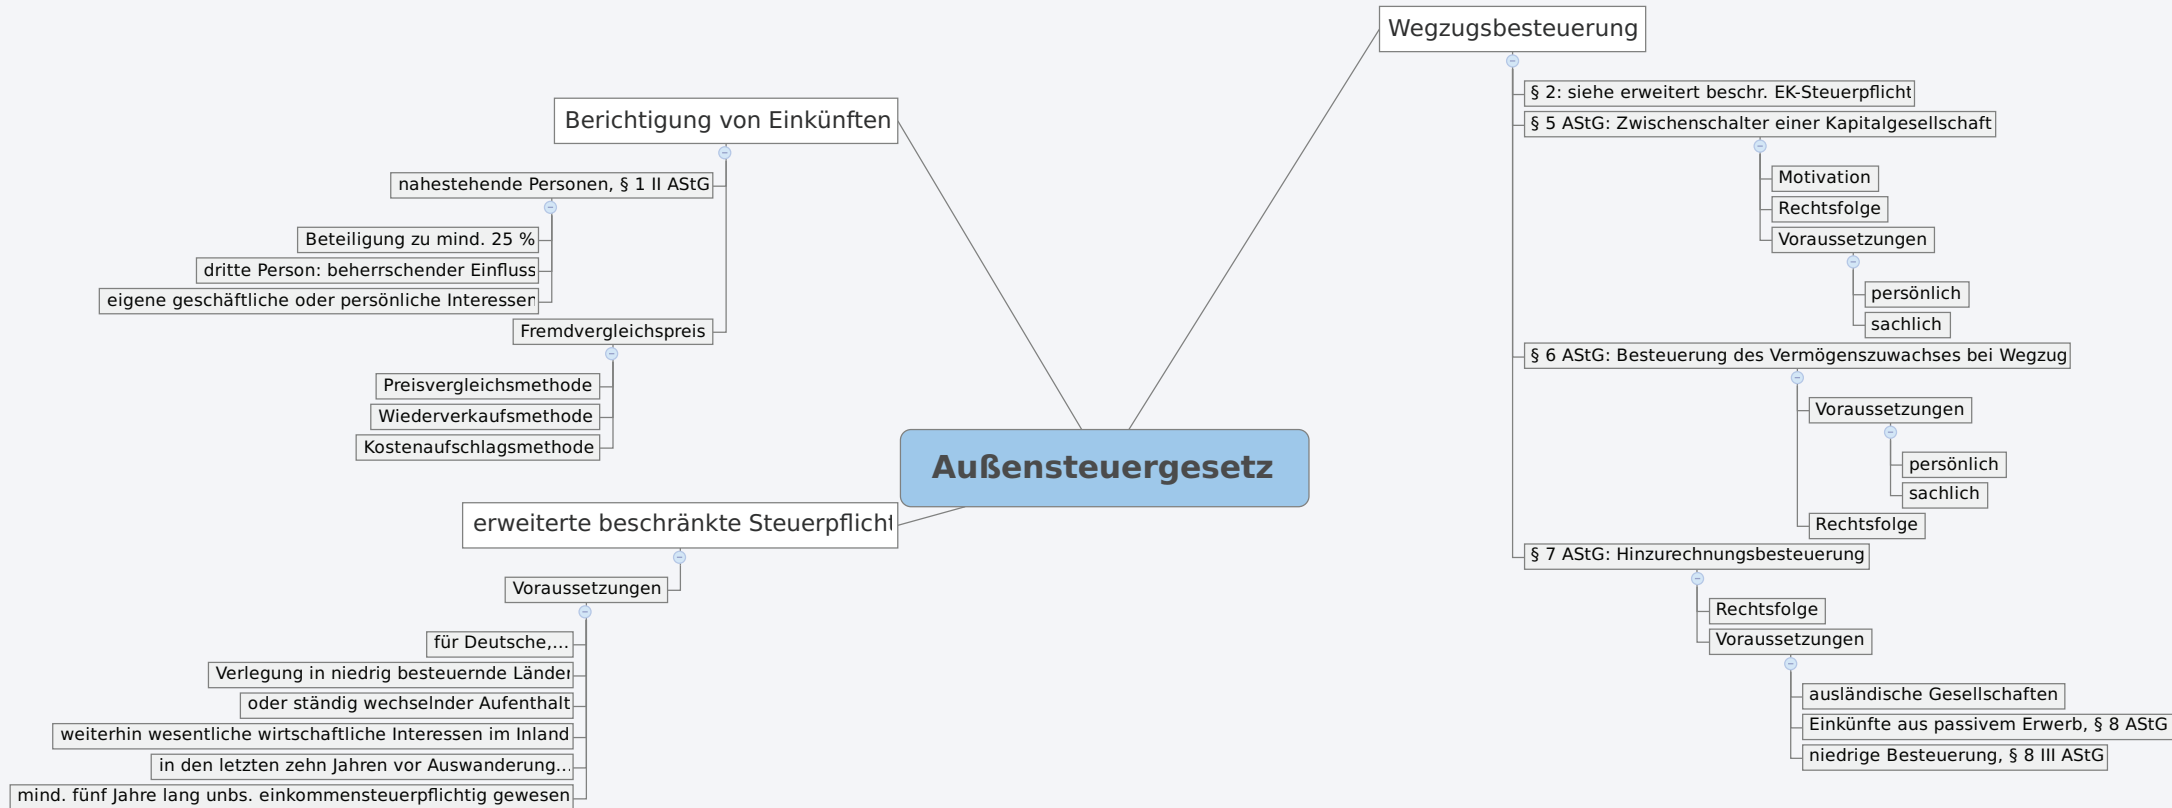 Außensteuergesetz
Berichtigung von Einkünften
nahestehende Personen, § 1 II AStG
Beteiligung zu mind. 25 %
dritte Person: beherrschender Einfluss
eigene geschäftliche oder persönliche Interessen
Fremdvergleichspreis
Preisvergleichsmethode
Wiederverkaufsmethode
Kostenaufschlagsmethode
erweiterte beschränkte Steuerpflicht
Voraussetzungen
für Deutsche,...
Verlegung in niedrig besteuernde Länder
oder ständig wechselnder Aufenthalt
weiterhin wesentliche wirtschaftliche Interessen im Inland
in den letzten zehn Jahren vor Auswanderung...
mind. fünf Jahre lang unbs. einkommensteuerpflichtig gewesen
Wegzugsbesteuerung
§ 2: siehe erweitert beschr. EK-Steuerpflicht
§ 5 AStG: Zwischenschalter einer Kapitalgesellschaft
Motivation
Rechtsfolge
Voraussetzungen
persönlich
sachlich
§ 6 AStG: Besteuerung des Vermögenszuwachses bei Wegzug
Voraussetzungen
persönlich
sachlich
Rechtsfolge
§ 7 AStG: Hinzurechnungsbesteuerung
Rechtsfolge
Voraussetzungen
ausländische Gesellschaften
Einkünfte aus passivem Erwerb, § 8 AStG
niedrige Besteuerung, § 8 III AStG